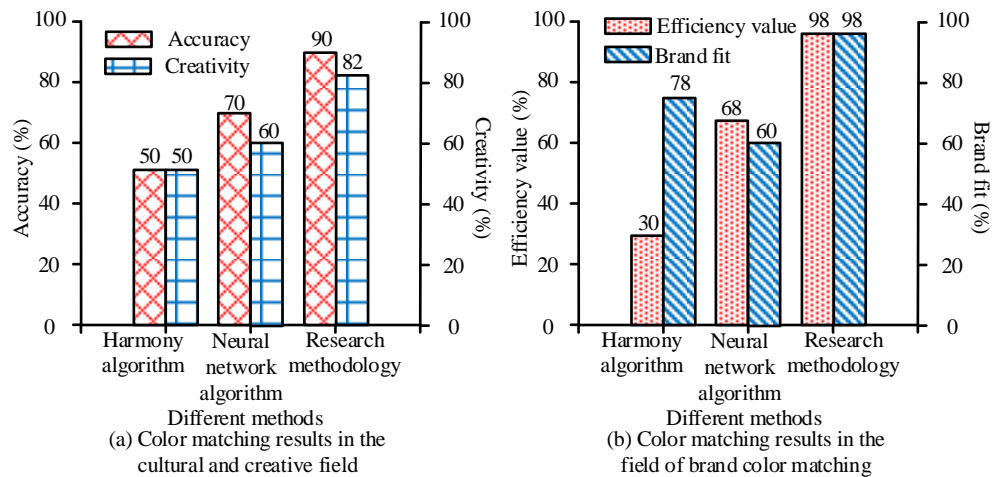 100
80
60
40
20
0
Accuracy (%)
Accuracy
Creativity
50 50
70
60
90
82
100
80
60
40
20
0
Creativity (%)
Harmony
algorithm
Neural
network
algorithm
Research
methodology
Different methods
(a) Color matching results in the
cultural and creative field
100
80
60
40
20
0
Efficiency value (%)
Efficiency value
Brand fit
30
78
68
60
98 98
100
80
60
40
20
0
Brand fit (%)
Harmony
algorithm
Neural
network
algorithm
Research
methodology
Different methods
(b) Color matching results in the
field of brand color matching